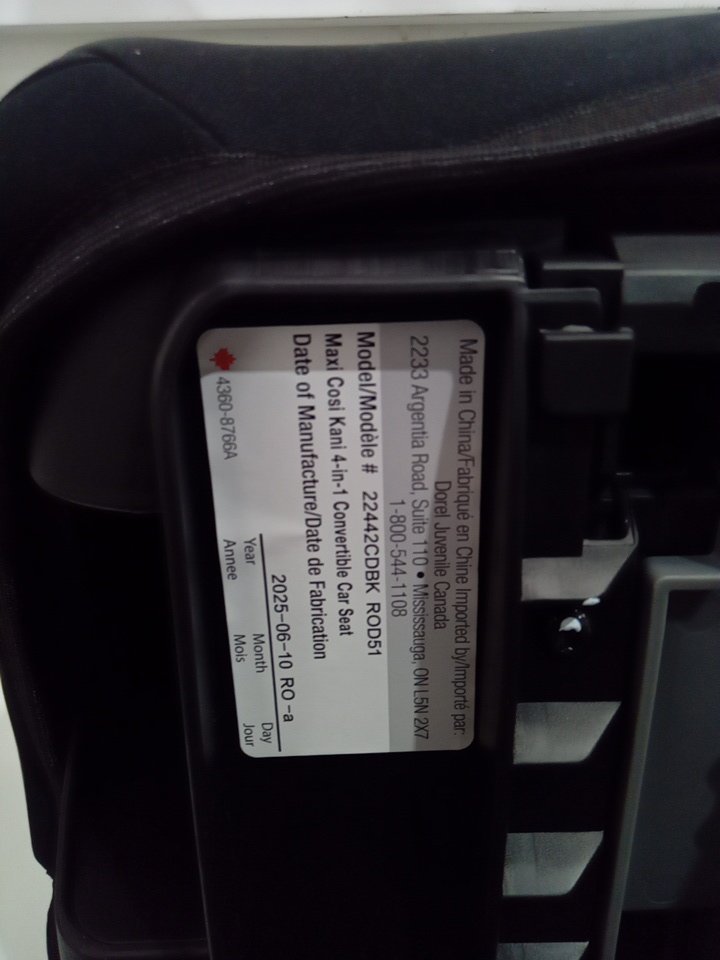 Made in China/Fabriqué en Chine Imported by/Importé par:
Dorel Juvenile Canada
2233 Argentia Road, Suite 110 • Mississauga, ON L5N 2X7
1-800-544-1108
Model/Modèle # 22442CDBK ROD51
Maxi Cosi Kani 4-in-1 Convertible Car Seat
Date of Manufacture/Date de Fabrication
2025-06-10 RO-a
Year Month Day
Annee Mois Jour
4360-8766A